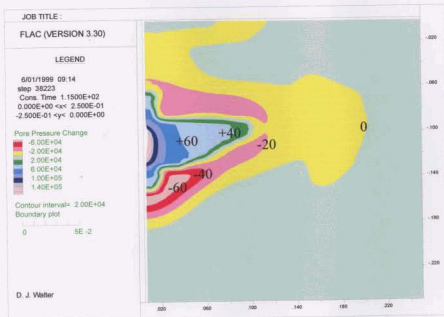 JOB TITLE :
FLAC (VERSION 3.30)
LEGEND
6/01/1999 09:14
step 38223
Cons. Time 1.1500E+02
0.000E+00 <x< 2.500E-01
-2.500E-01 <y< 0.000E+00
Pore Pressure Change
-6.00E+04
-2.00E+04
2.00E+04
6.00E+04
1.00E+05
1.40E+05
Contour interval= 2.00E+04
Boundary plot
0 5E -2
D. J. Walter
+60
+40
-20
0
-40
-60
-.020
-.060
-.100
-.140
-.180
-.220
.020 .060 .100 .140 .180 .220